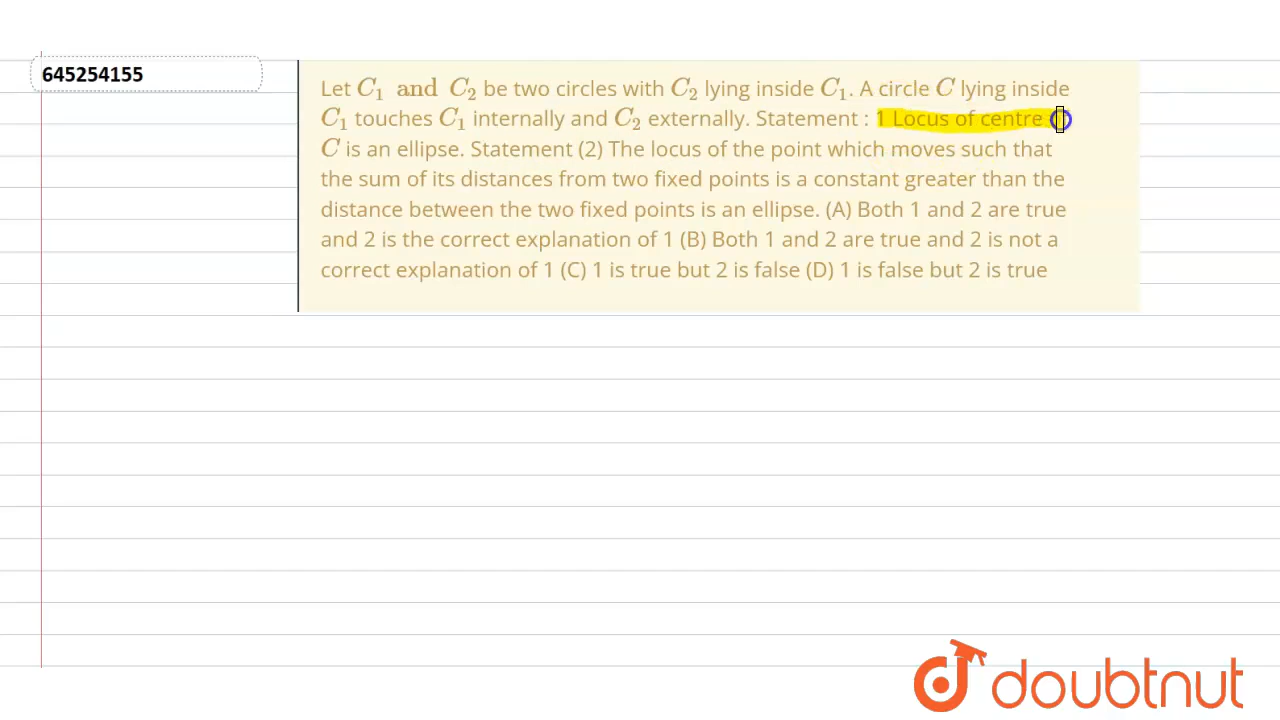 645254155
Let C₁ and C₂ be two circles with C₂ lying inside C₁. A circle C lying inside
C₁ touches C₁ internally and C₂ externally. Statement : 1 Locus of centre
C is an ellipse. Statement (2) The locus of the point which moves such that
the sum of its distances from two fixed points is a constant greater than the
distance between the two fixed points is an ellipse. (A) Both 1 and 2 are true
and 2 is the correct explanation of 1 (B) Both 1 and 2 are true and 2 is not a
correct explanation of 1 (C) 1 is true but 2 is false (D) 1 is false but 2 is true
doubtnut